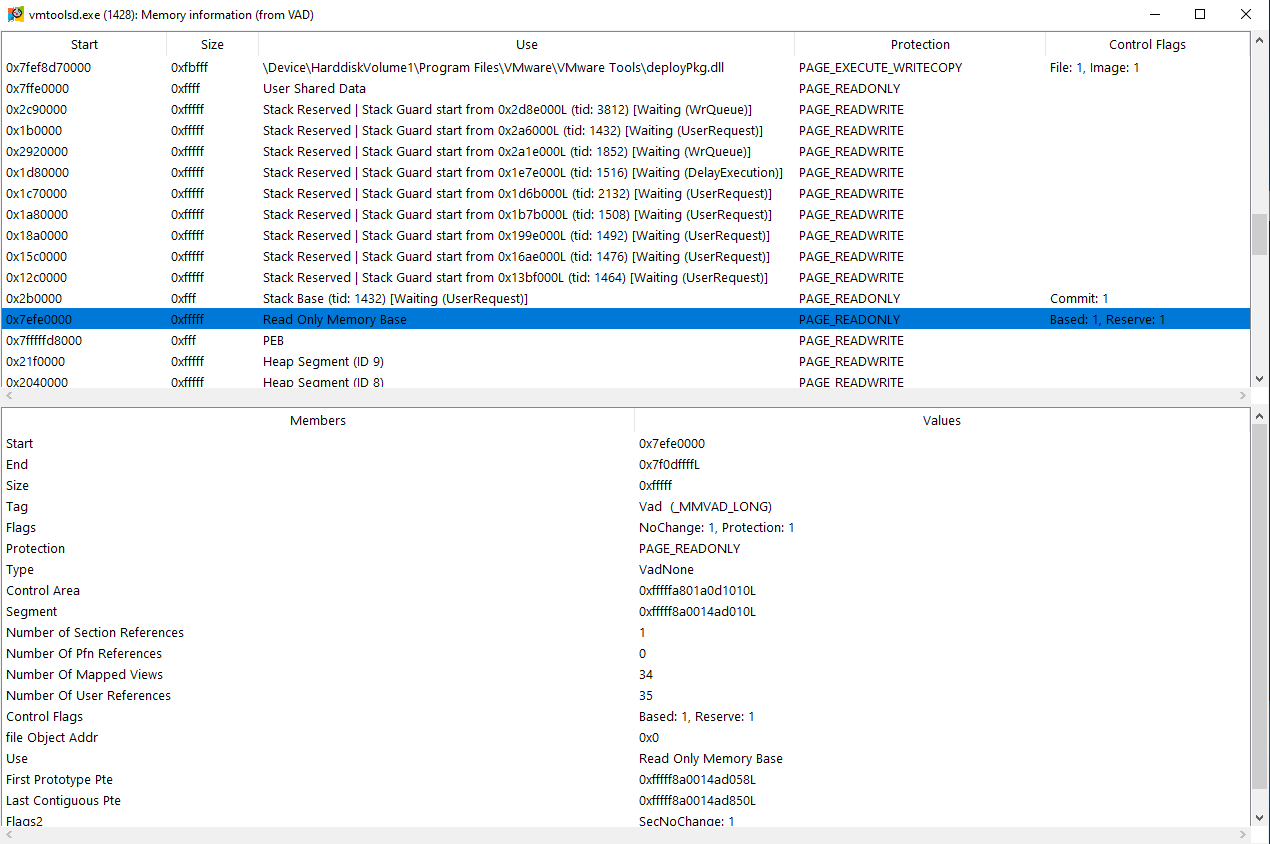 vmtoolsd.exe (1428): Memory information (from VAD)
Start Size Use Protection Control Flags
0x7fef8d70000 0xfbfff \Device\HarddiskVolume1\Program Files\VMware\VMware Tools\deployPkg.dll PAGE_EXECUTE_WRITECOPY File: 1, Image: 1
0x7ffe0000 0xffff User Shared Data PAGE_READONLY
0x2c90000 0xfffff Stack Reserved | Stack Guard start from 0x2d8e000L (tid: 3812) [Waiting (WrQueue)] PAGE_READWRITE
0x1b0000 0xfffff Stack Reserved | Stack Guard start from 0x2a6000L (tid: 1432) [Waiting (UserRequest)] PAGE_READWRITE
0x2920000 0xfffff Stack Reserved | Stack Guard start from 0x2a1e000L (tid: 1852) [Waiting (WrQueue)] PAGE_READWRITE
0x1d80000 0xfffff Stack Reserved | Stack Guard start from 0x1e7e000L (tid: 1516) [Waiting (DelayExecution)] PAGE_READWRITE
0x1c70000 0xfffff Stack Reserved | Stack Guard start from 0x1d6b000L (tid: 2132) [Waiting (UserRequest)] PAGE_READWRITE
0x1a80000 0xfffff Stack Reserved | Stack Guard start from 0x1b7b000L (tid: 1508) [Waiting (UserRequest)] PAGE_READWRITE
0x18a0000 0xfffff Stack Reserved | Stack Guard start from 0x199e000L (tid: 1492) [Waiting (UserRequest)] PAGE_READWRITE
0x15c0000 0xfffff Stack Reserved | Stack Guard start from 0x16ae000L (tid: 1476) [Waiting (UserRequest)] PAGE_READWRITE
0x12c0000 0xfffff Stack Reserved | Stack Guard start from 0x13bf000L (tid: 1464) [Waiting (UserRequest)] PAGE_READWRITE
0x2b0000 0xfff Stack Base (tid: 1432) [Waiting (UserRequest)] PAGE_READONLY Commit: 1
0x7efe0000 0xfffff Read Only Memory Base PAGE_READONLY Based: 1, Reserve: 1
0x7fffffd8000 0xfff PEB PAGE_READWRITE
0x21f0000 0xfffff Heap Segment (ID 9) PAGE_READWRITE
0x2040000 0xfffff Heap Segment (ID 8) PAGE_READWRITE
Members Values
Start 0x7efe0000
End 0x7f0dffffL
Size 0xfffff
Tag Vad (_MMVAD_LONG)
Flags NoChange: 1, Protection: 1
Protection PAGE_READONLY
Type VadNone
Control Area 0xfffffa801a0d1010L
Segment 0xfffff8a0014ad010L
Number of Section References 1
Number Of Pfn References 0
Number Of Mapped Views 34
Number Of User References 35
Control Flags Based: 1, Reserve: 1
file Object Addr 0x0
Use Read Only Memory Base
First Prototype Pte 0xfffff8a0014ad058L
Last Contiguous Pte 0xfffff8a0014ad850L
Flags2 SecNoChange: 1